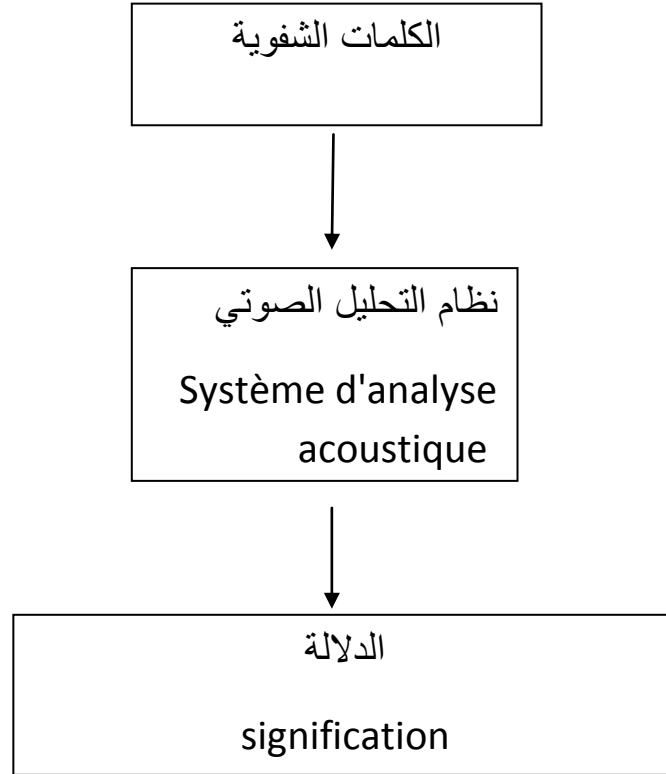 الكلمات الشفوية
نظام التحليل الصوتي
Système d'analyse
acoustique
الدلالة
signification